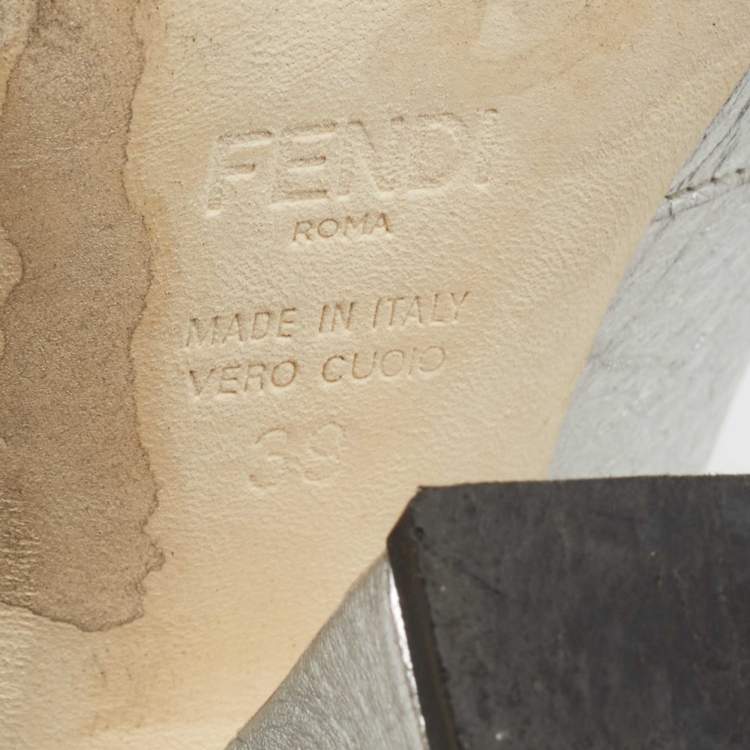 FENDI
ROMA
MADE IN ITALY
VERO CUOIO
39